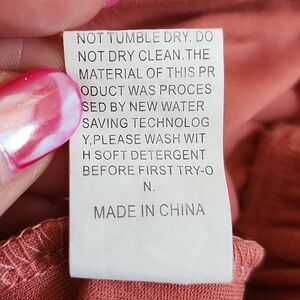 NOT TUMBLE DRY. DO
NOT DRY CLEAN.THE
MATERIAL OF THIS PR
ODUCT WAS PROCES
SED BY NEW WATER
SAVING TECHNOLOG
Y,PLEASE WASH WIT
H SOFT DETERGENT
BEFORE FIRST TRY-O
N.
MADE IN CHINA